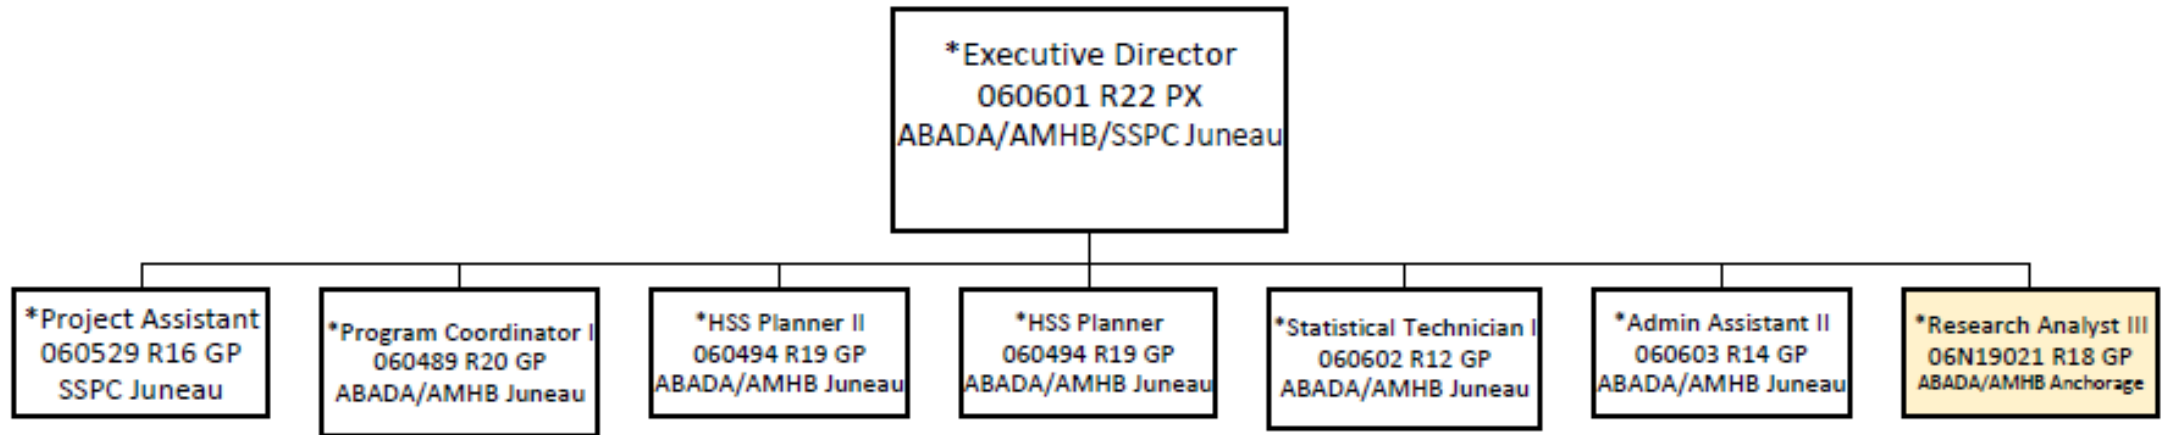 *Executive Director
060601 R22 PX
ABADA/AMHB/SSPC Juneau
*Project Assistant
060529 R16 GP
SSPC Juneau
*Program Coordinator I
060489 R20 GP
ABADA/AMHB Juneau
*HSS Planner II
060494 R19 GP
ABADA/AMHB Juneau
*HSS Planner
060494 R19 GP
ABADA/AMHB Juneau
*Statistical Technician I
060602 R12 GP
ABADA/AMHB Juneau
*Admin Assistant II
060603 R14 GP
ABADA/AMHB Juneau
*Research Analyst III
06N19021 R18 GP
ABADA/AMHB Anchorage